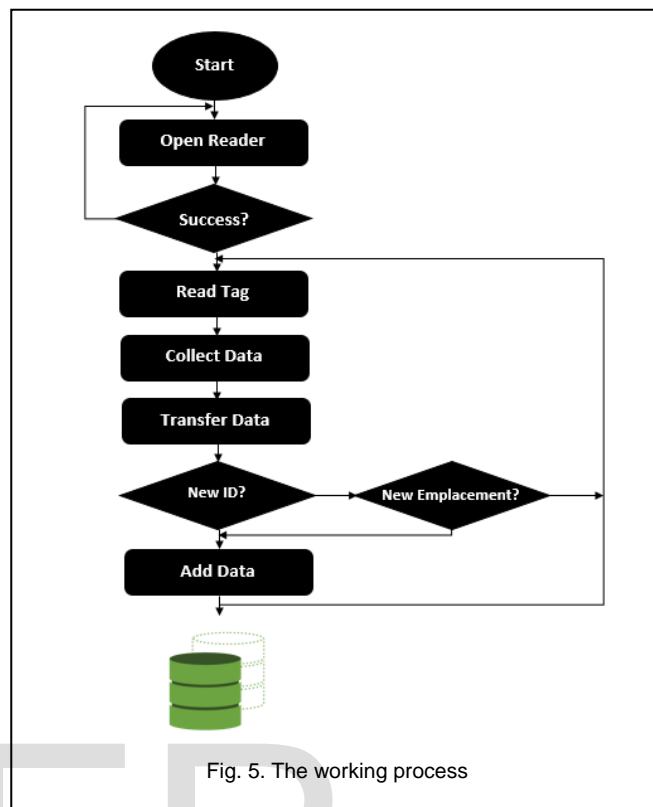 Start
Open Reader
Success?
Read Tag
Collect Data
Transfer Data
New ID?
New Emplacement?
Add Data
Fig. 5. The working process